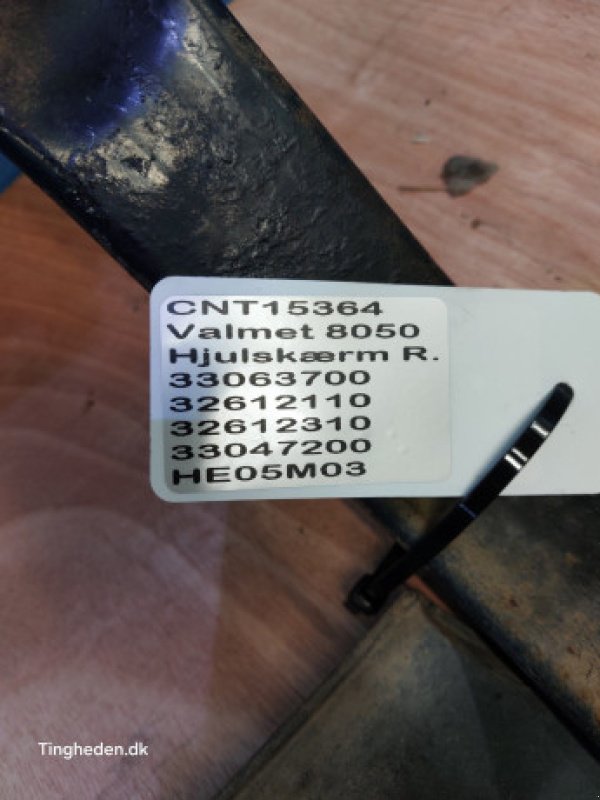 CNT15364
Valmet 8050
Hjulskærm R.
33063700
32612110
32612310
33047200
HE05M03
Tingheden.dk